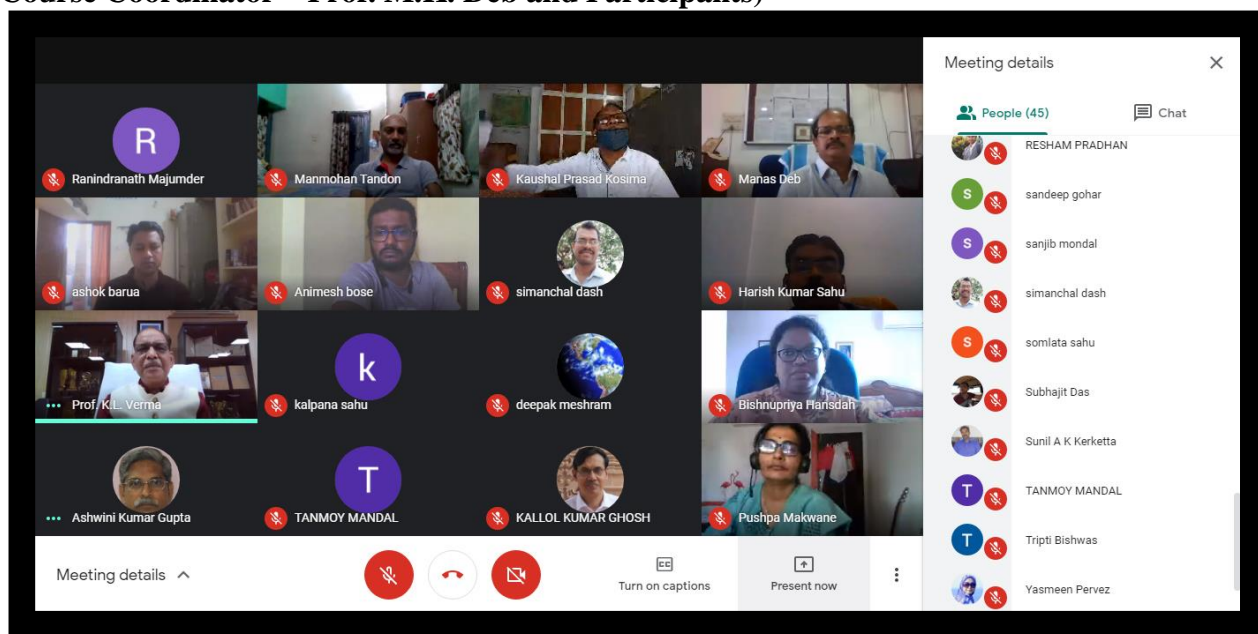 Course Coordinator – Prof. M.K. Deb and Participants)
Meeting details
People (45)
Chat
R
Ranindranath Majumder
Manmohan Tandon
Kaushal Prasad Kosima
Manas Deb
ashok barua
Animesh bose
simanchal dash
Harish Kumar Sahu
Prof. K.L. Verma
k
kalpana sahu
deepak meshram
Bishnupriya Hansdah
Ashwini Kumar Gupta
T
TANMOY MANDAL
KALLOL KUMAR GHOSH
Pushpa Makwane
RESHAM PRADHAN
S
sandeep gohar
S
sanjib mondal
simanchal dash
S
somlata sahu
Subhajit Das
Sunil A K Kerketta
T
TANMOY MANDAL
T
Tripti Bishwas
Yasmeen Pervez
Meeting details
CC
Turn on captions
Present now